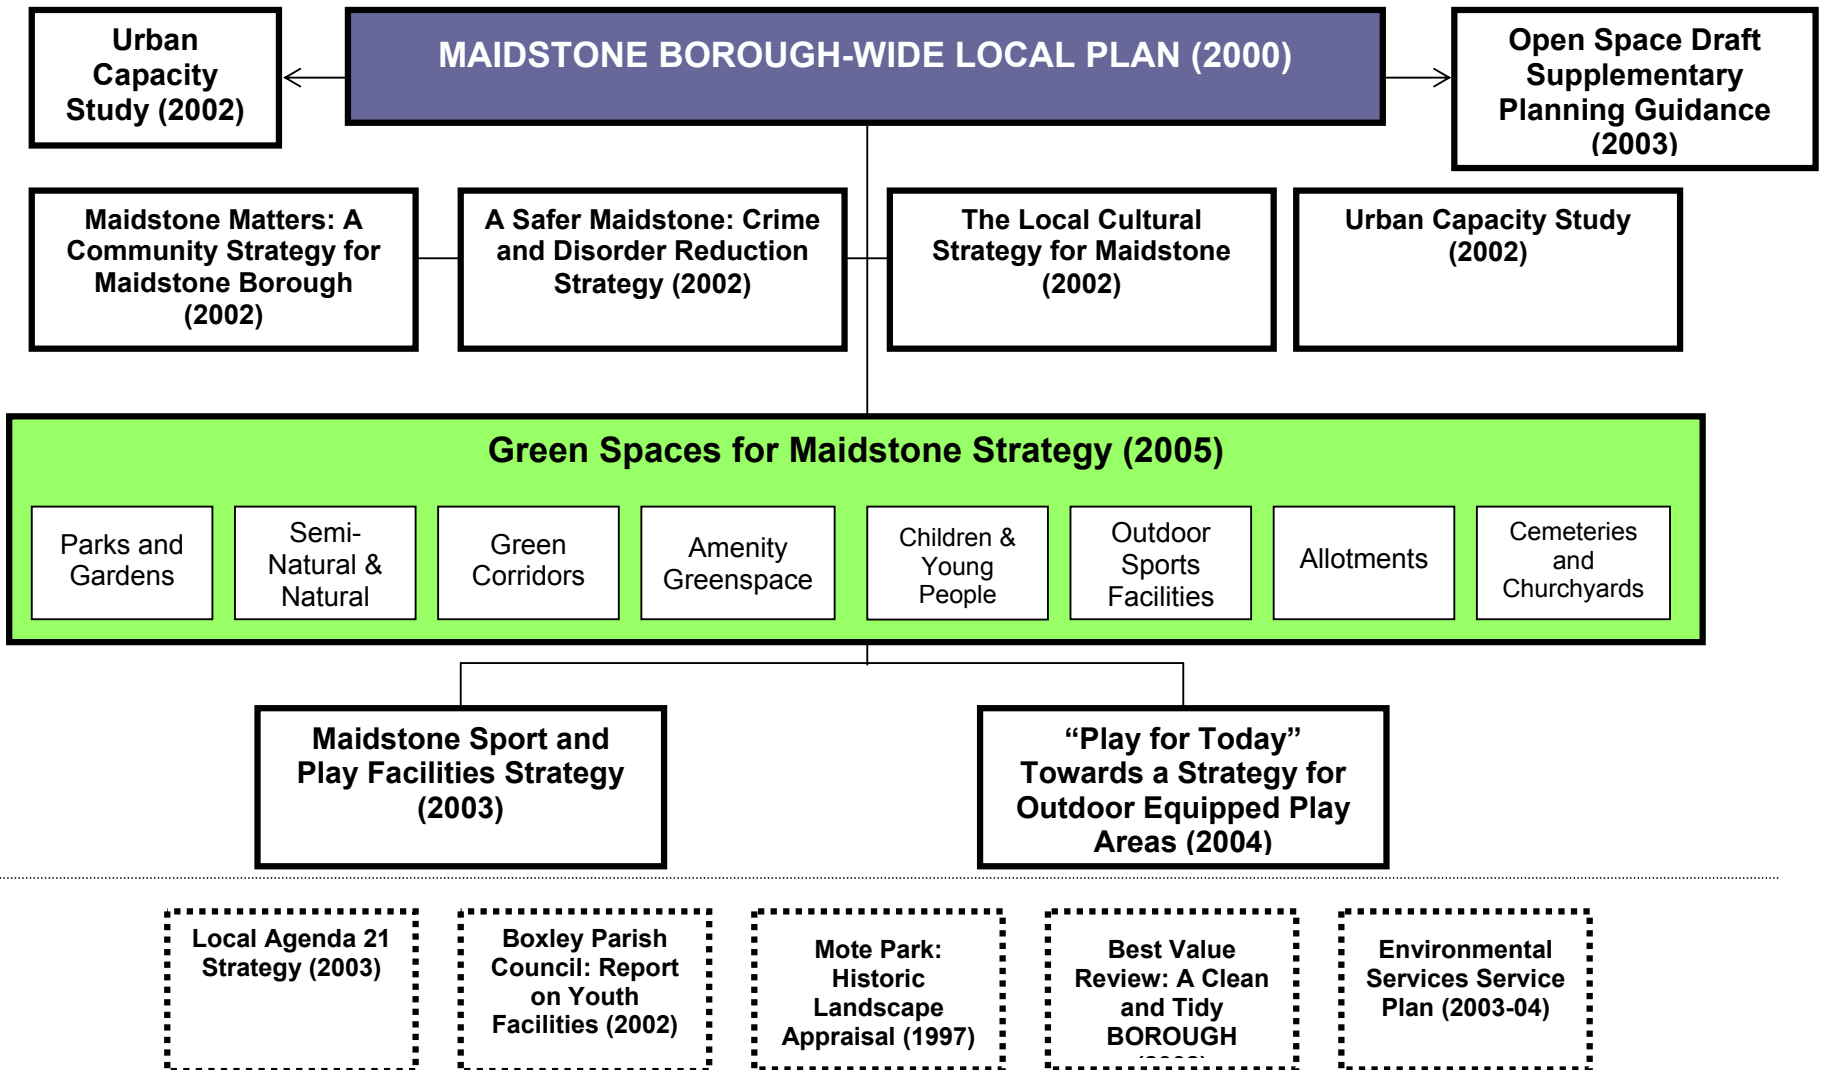 Urban
Capacity
Study (2002)
MAIDSTONE BOROUGH-WIDE LOCAL PLAN (2000)
Open Space Draft
Supplementary
Planning Guidance
(2003)
Maidstone Matters: A
Community Strategy for
Maidstone Borough
(2002)
A Safer Maidstone: Crime
and Disorder Reduction
Strategy (2002)
The Local Cultural
Strategy for Maidstone
(2002)
Urban Capacity Study
(2002)
Green Spaces for Maidstone Strategy (2005)
Parks and
Gardens
Semi-
Natural &
Natural
Green
Corridors
Amenity
Greenspace
Children &
Young
People
Outdoor
Sports
Facilities
Allotments
Cemeteries
and
Churchyards
Maidstone Sport and
Play Facilities Strategy
(2003)
“Play for Today”
Towards a Strategy for
Outdoor Equipped Play
Areas (2004)
Local Agenda 21
Strategy (2003)
Boxley Parish
Council: Report
on Youth
Facilities (2002)
Mote Park:
Historic
Landscape
Appraisal (1997)
Best Value
Review: A Clean
and Tidy
BOROUGH
Environmental
Services Service
Plan (2003-04)